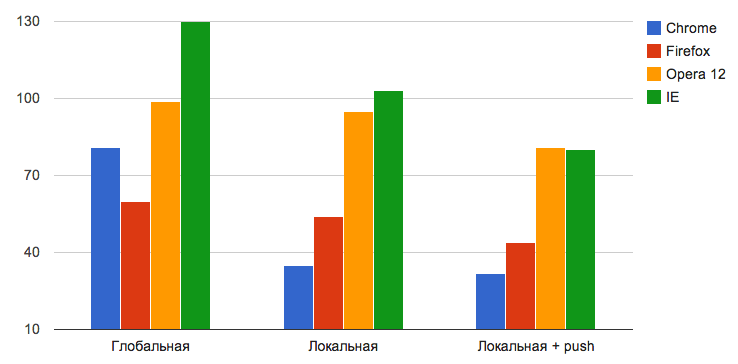 130
100
70
40
10
Глобальная
Локальная
Локальная + push
Chrome
Firefox
Opera 12
IE